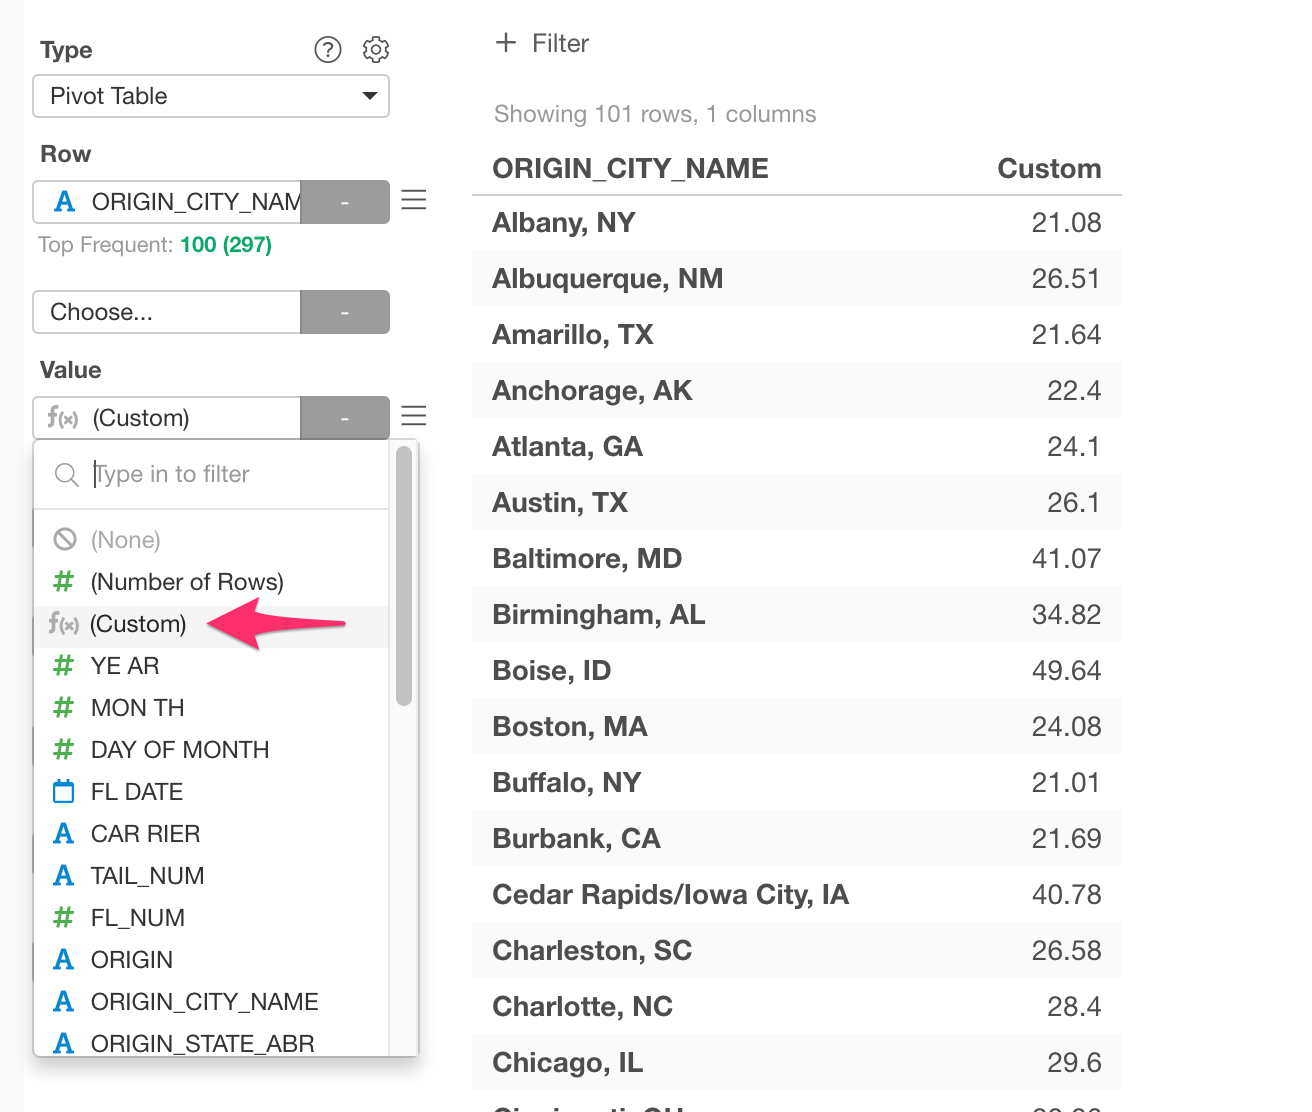 Type
Pivot Table
Row
A ORIGIN_CITY_NAM -
Top Frequent: 100 (297)
Choose... -
Value
f(x) (Custom) -
Type in to filter
(None)
# (Number of Rows)
f(x) (Custom)
# YE AR
# MON TH
# DAY OF MONTH
FL DATE
A CAR RIER
A TAIL_NUM
# FL_NUM
A ORIGIN
A ORIGIN_CITY_NAME
A ORIGIN_STATE_ABR
+ Filter
Showing 101 rows, 1 columns
ORIGIN_CITY_NAME Custom
Albany, NY 21.08
Albuquerque, NM 26.51
Amarillo, TX 21.64
Anchorage, AK 22.4
Atlanta, GA 24.1
Austin, TX 26.1
Baltimore, MD 41.07
Birmingham, AL 34.82
Boise, ID 49.64
Boston, MA 24.08
Buffalo, NY 21.01
Burbank, CA 21.69
Cedar Rapids/Iowa City, IA 40.78
Charleston, SC 26.58
Charlotte, NC 28.4
Chicago, IL 29.6